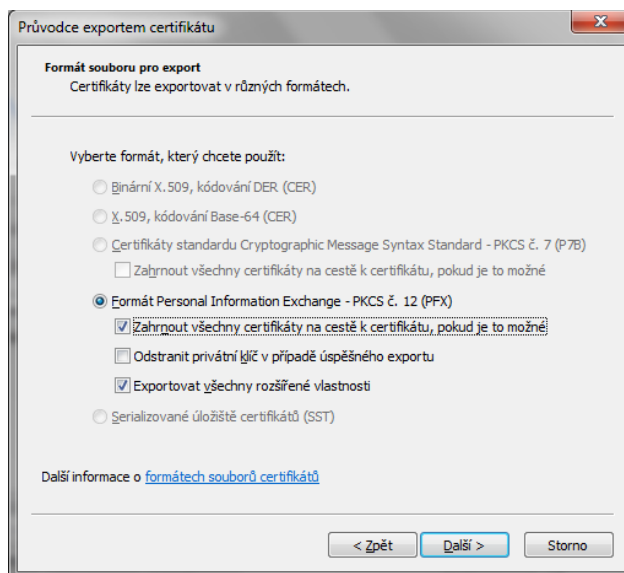 Průvodce exportem certifikátu
Formát souboru pro export
Certifikáty lze exportovat v různých formátech.
Vyberte formát, který chcete použít:
Binární X.509, kódování DER (CER)
X.509, kódování Base-64 (CER)
Certifikáty standardu Cryptographic Message Syntax Standard - PKCS č. 7 (P7B)
Zahrnout všechny certifikáty na cestě k certifikátu, pokud je to možné
Formát Personal Information Exchange - PKCS č. 12 (PFX)
Zahrnout všechny certifikáty na cestě k certifikátu, pokud je to možné
Odstranit privátní klíč v případě úspěšného exportu
Exportovat všechny rozšířené vlastnosti
Serializované úložiště certifikátů (SST)
Další informace o formátech souborů certifikátů
< Zpět Další > Storno